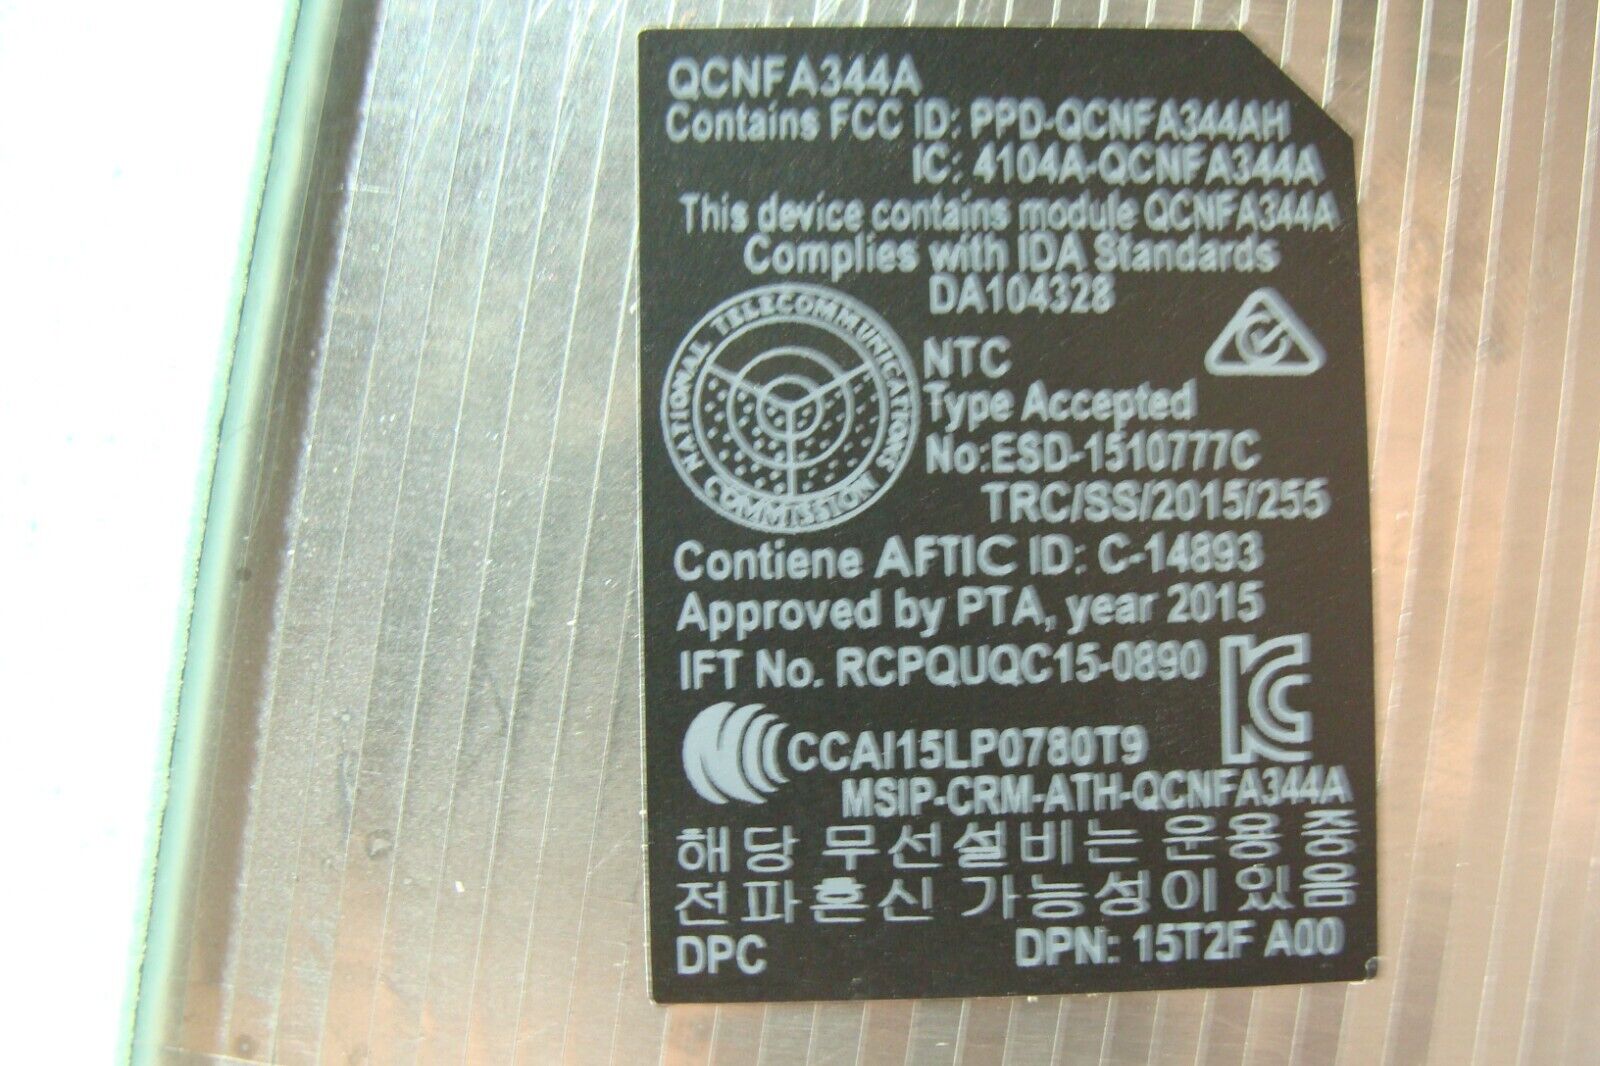 QCNFA344A
Contains FCC ID: PPD-QCNFA344AH
IC: 4104A-QCNFA344A
This device contains module QCNFA344A
Complies with IDA Standards
DA104328
NATIONAL TELECOMMUNICATIONS COMMISSION
NTC
Type Accepted
No:ESD-1510777C
TRC/SS/2015/255
Contiene AFTIC ID: C-14893
Approved by PTA, year 2015
IFT No. RCPQUQC15-0890
CCAI15LP0780T9
MSIP-CRM-ATH-QCNFA344A
해당 무선설비는 운용 중
전파혼신 가능성이 있음
DPC DPN: 15T2F A00